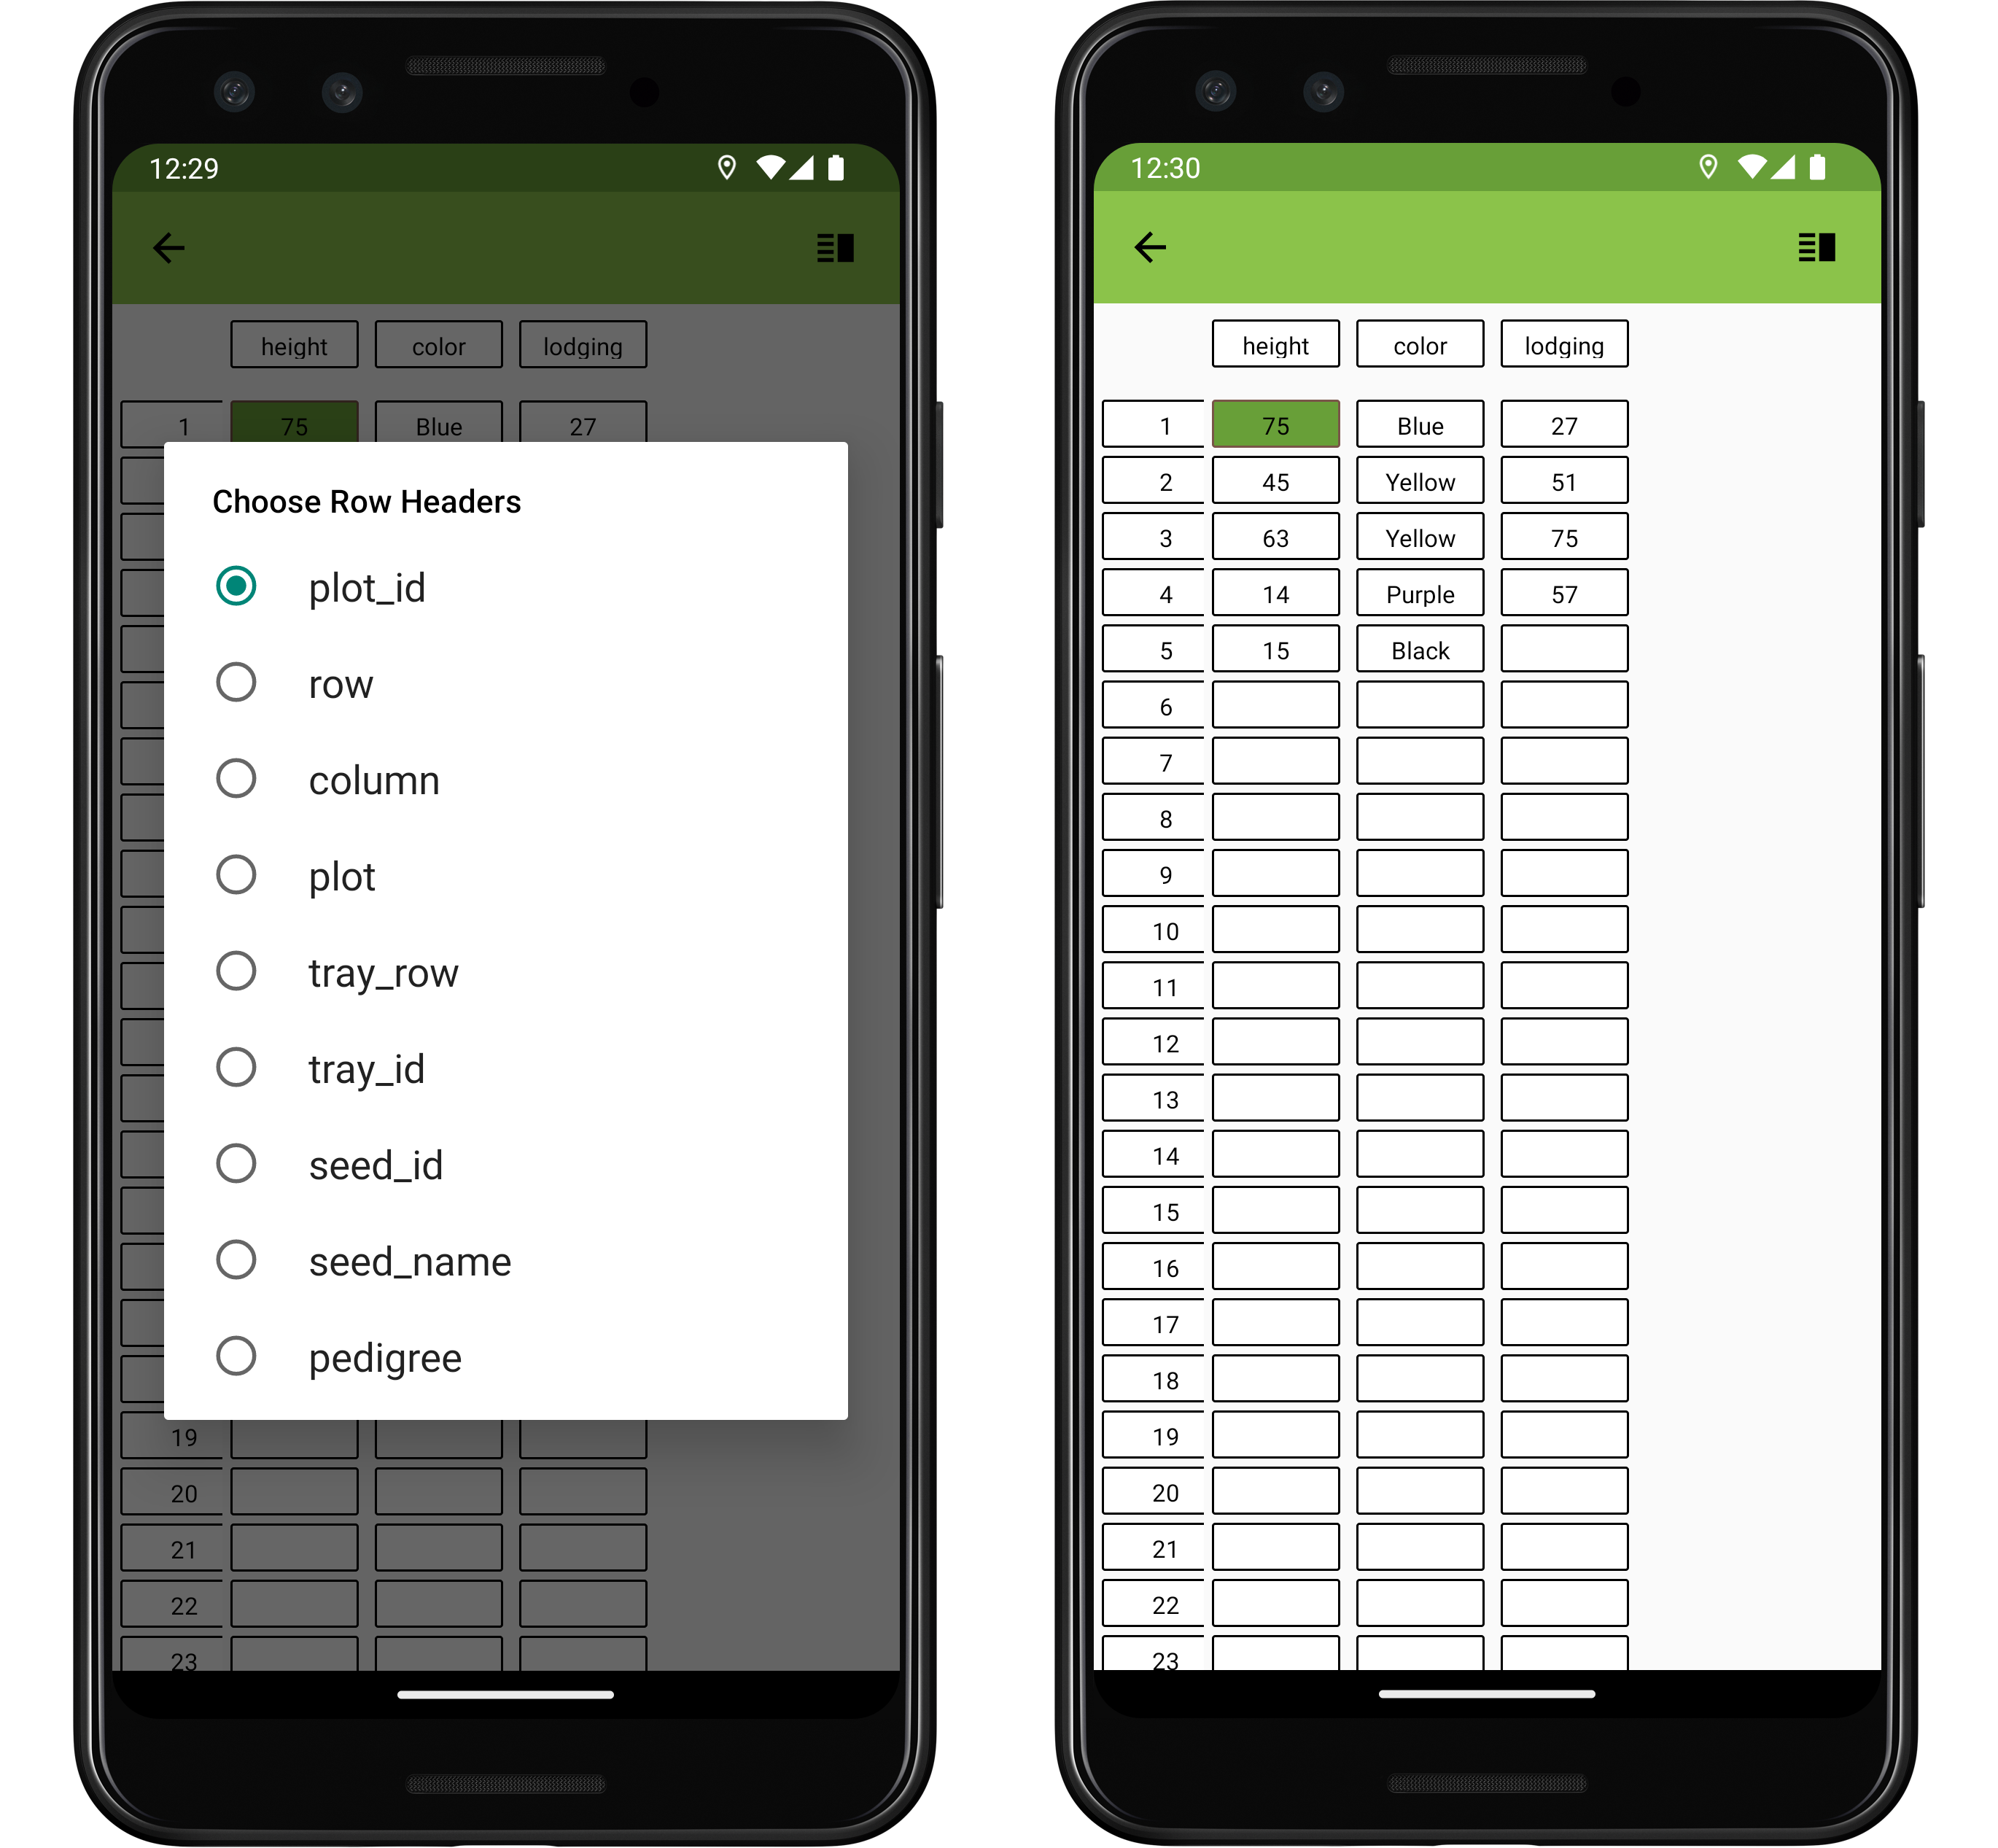 12:29
height color lodging
1 75 Blue 27
Choose Row Headers
plot_id
row
column
plot
tray_row
tray_id
seed_id
seed_name
pedigree
19
20
21
22
23
12:30
height color lodging
1 75 Blue 27
2 45 Yellow 51
3 63 Yellow 75
4 14 Purple 57
5 15 Black
6
7
8
9
10
11
12
13
14
15
16
17
18
19
20
21
22
23